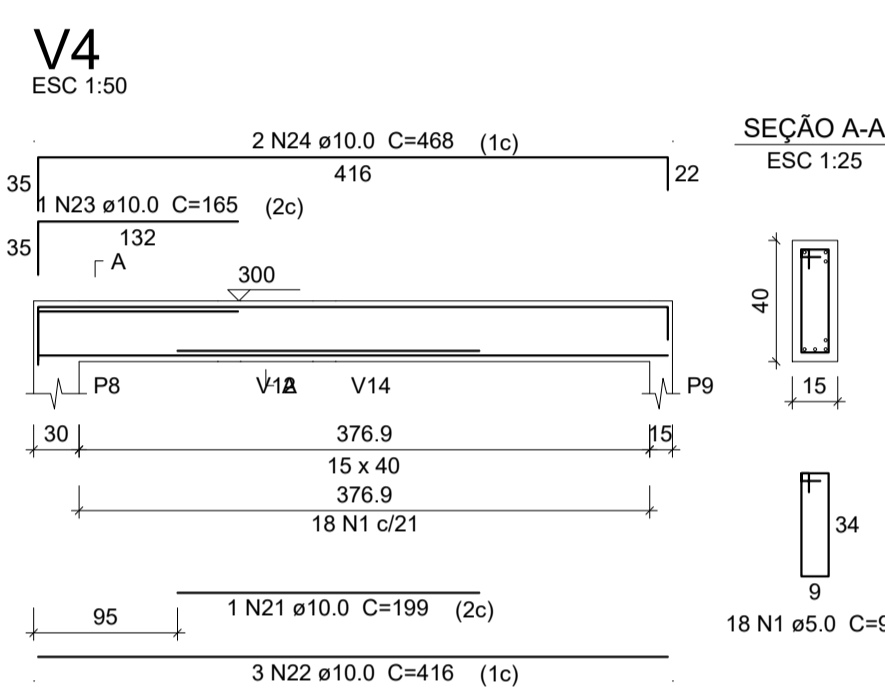 V4
ESC 1:50
SEÇÃO A-A
ESC 1:25
2 N24 ø10.0 C=468 (1c)
35
416
22
1 N23 ø10.0 C=165 (2c)
35
132
A
300
40
15
P8
V14
P9
30
376.9
15
15 x 40
376.9
18 N1 c/21
34
9
18 N1 ø5.0 C=9
95
1 N21 ø10.0 C=199 (2c)
3 N22 ø10.0 C=416 (1c)